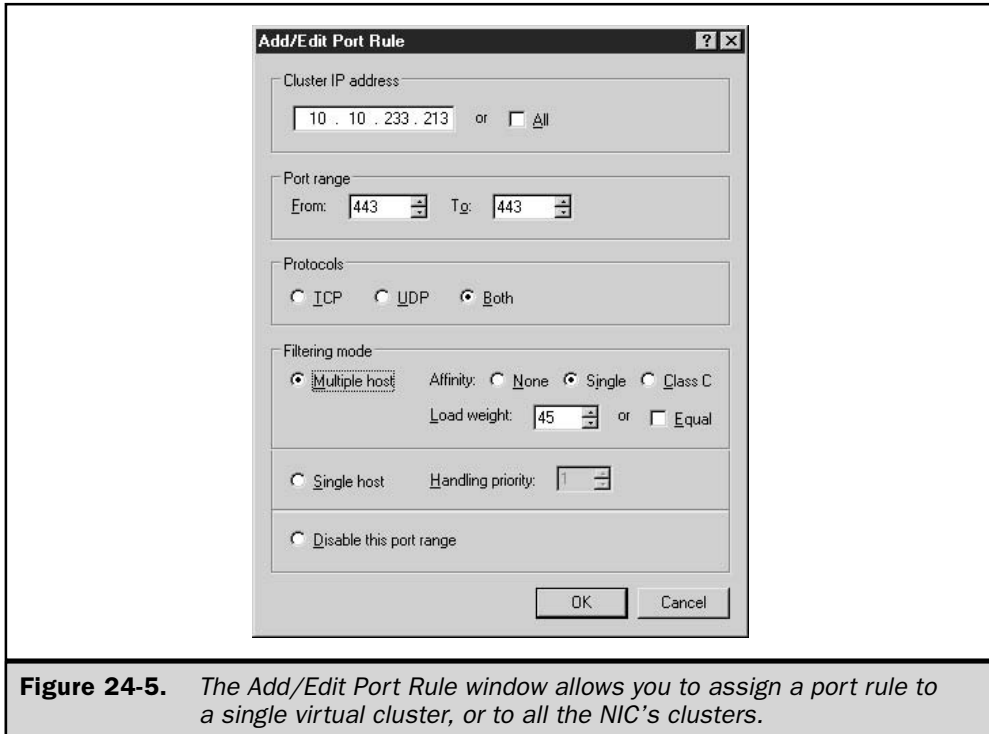 Add/Edit Port Rule
Cluster IP address
10 . 10 . 233 . 213 or All
Port range
From: 443 To: 443
Protocols
TCP UDP Both
Filtering mode
Multiple host Affinity: None Single Class C
Load weight: 45 or Equal
Single host Handling priority: 1
Disable this port range
OK Cancel
Figure 24-5. The Add/Edit Port Rule window allows you to assign a port rule to
a single virtual cluster, or to all the NIC's clusters.